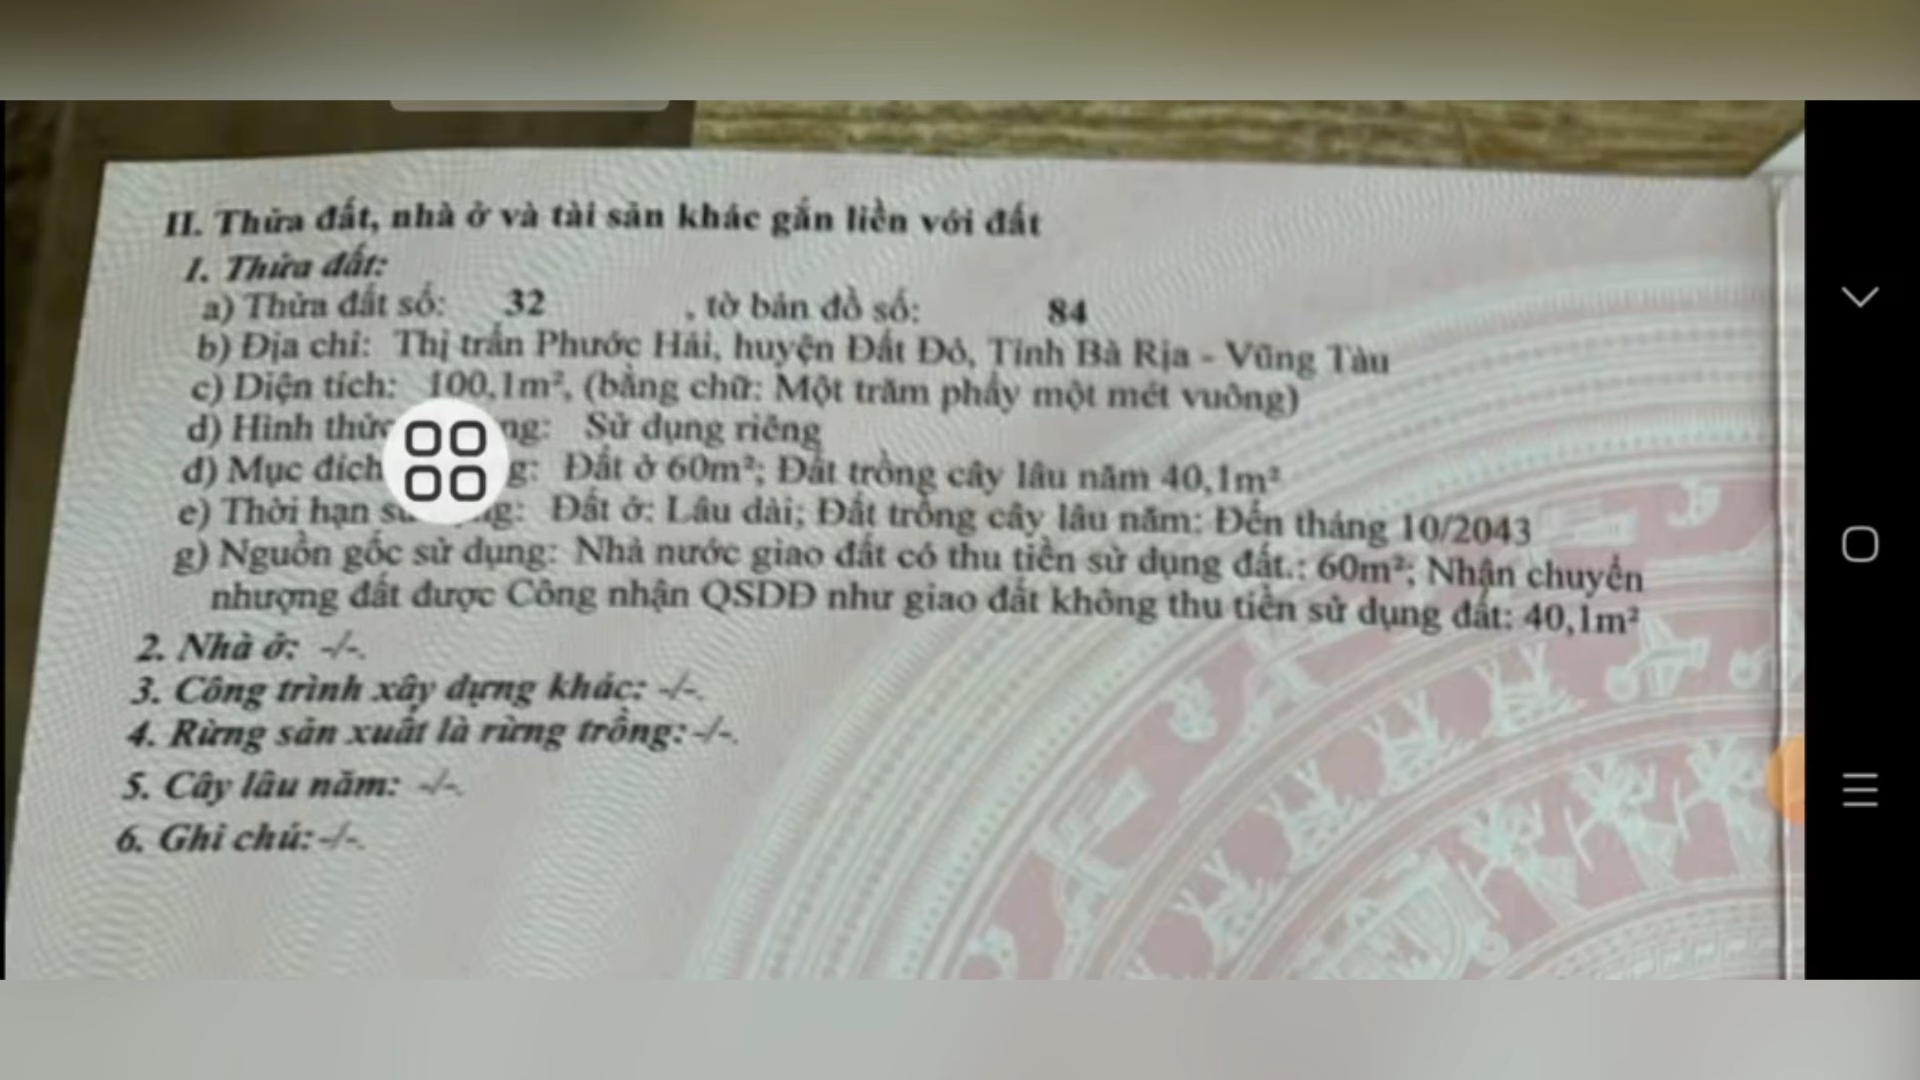 II. Thửa đất, nhà ở và tài sản khác gắn liền với đất
1. Thửa đất:
a) Thửa đất số: 32 , tờ bản đồ số: 84
b) Địa chỉ: Thị trấn Phước Hải, huyện Đất Đỏ, Tỉnh Bà Rịa - Vũng Tàu
c) Diện tích: 100,1m², (bằng chữ: Một trăm phẩy một mét vuông)
d) Hình thức ng: Sử dụng riêng
đ) Mục đích g: Đất ở 60m²; Đất trồng cây lâu năm 40,1m²
e) Thời hạn sử g: Đất ở: Lâu dài; Đất trồng cây lâu năm: Đến tháng 10/2043
g) Nguồn gốc sử dụng: Nhà nước giao đất có thu tiền sử dụng đất.: 60m²; Nhận chuyển
nhượng đất được Công nhận QSDĐ như giao đất không thu tiền sử dụng đất: 40,1m²
2. Nhà ở: -/-.
3. Công trình xây dựng khác: -/-.
4. Rừng sản xuất là rừng trồng: -/-.
5. Cây lâu năm: -/-.
6. Ghi chú: -/-.